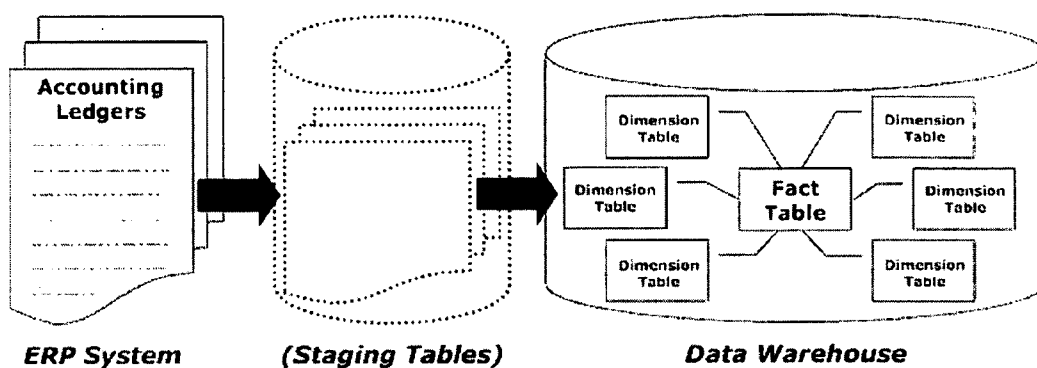 Accounting
Ledgers
Dimension
Table
Dimension
Table
Dimension
Table
Fact
Table
Dimension
Table
Dimension
Table
Dimension
Table
ERP System
(Staging Tables)
Data Warehouse